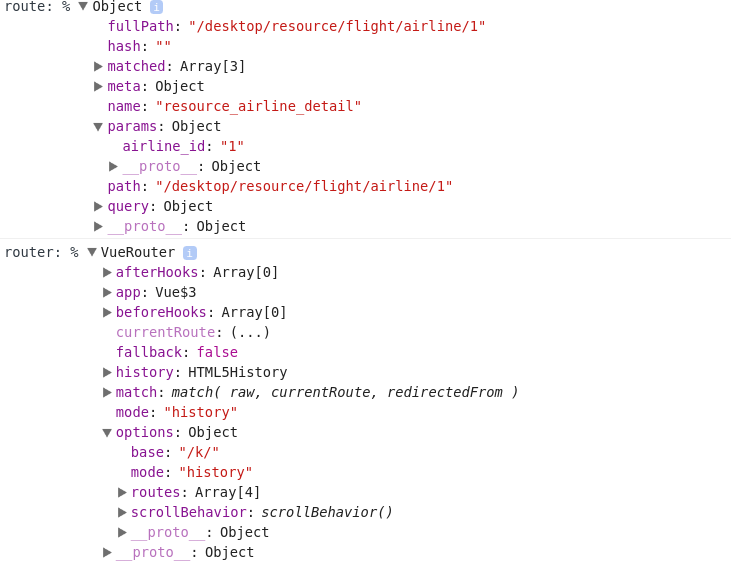 route: % ▼ Object i
fullPath: "/desktop/resource/flight/airline/1"
hash: ""
▶ matched: Array[3]
▶ meta: Object
name: "resource_airline_detail"
▼ params: Object
airline_id: "1"
▶ __proto__: Object
path: "/desktop/resource/flight/airline/1"
▶ query: Object
▶ __proto__: Object
router: % ▼ VueRouter i
▶ afterHooks: Array[0]
▶ app: Vue$3
▶ beforeHooks: Array[0]
currentRoute: (...)
fallback: false
▶ history: HTML5History
▶ match: match( raw, currentRoute, redirectedFrom )
mode: "history"
▼ options: Object
base: "/k/"
mode: "history"
▶ routes: Array[4]
▶ scrollBehavior: scrollBehavior()
▶ __proto__: Object
▶ __proto__: Object